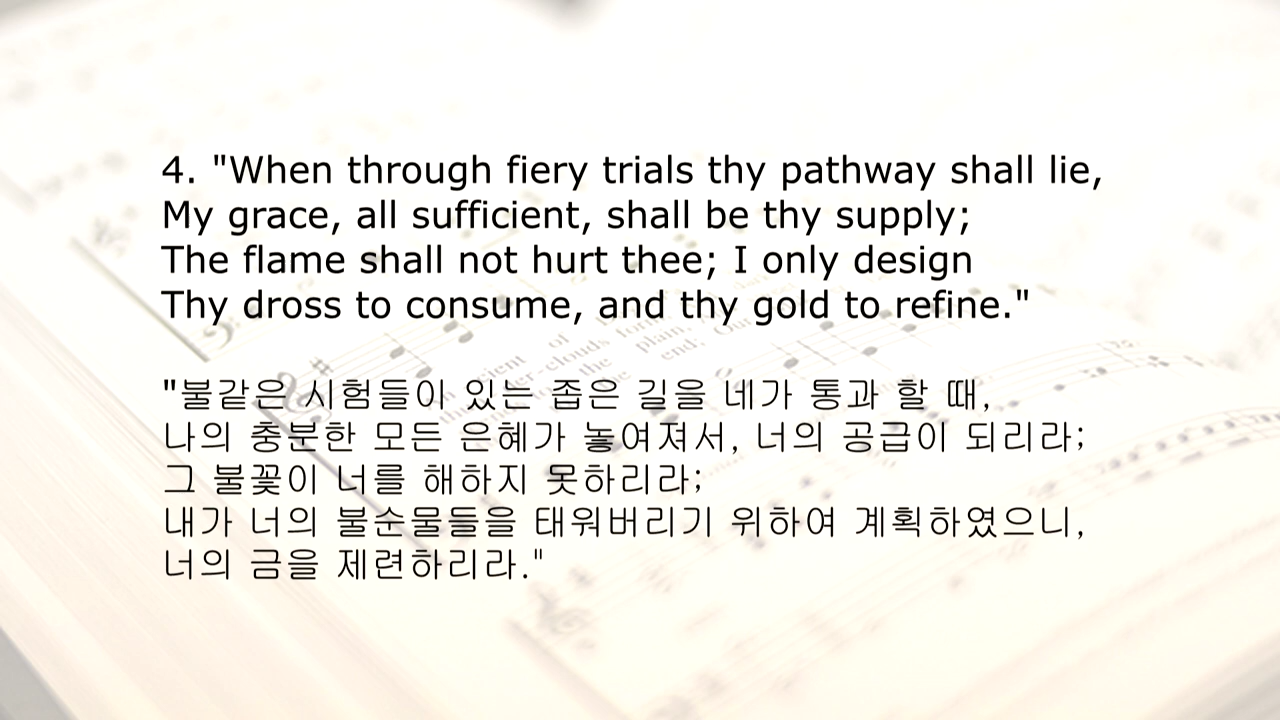 4. "When through fiery trials thy pathway shall lie,
My grace, all sufficient, shall be thy supply;
The flame shall not hurt thee; I only design
Thy dross to consume, and thy gold to refine."
"불같은 시험들이 있는 좁은 길을 네가 통과 할 때,
나의 충분한 모든 은혜가 놓여져서, 너의 공급이 되리라;
그 불꽃이 너를 해하지 못하리라;
내가 너의 불순물들을 태워버리기 위하여 계획하였으니,
너의 금을 제련하리라."